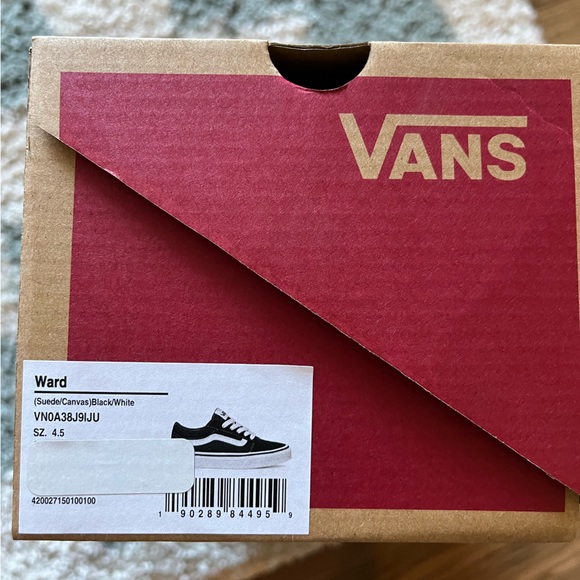 VANS
Ward
(Suede/Canvas)Black/White
VN0A38J9IJU
SZ. 4.5
420027150100100
1 90289 84495 9